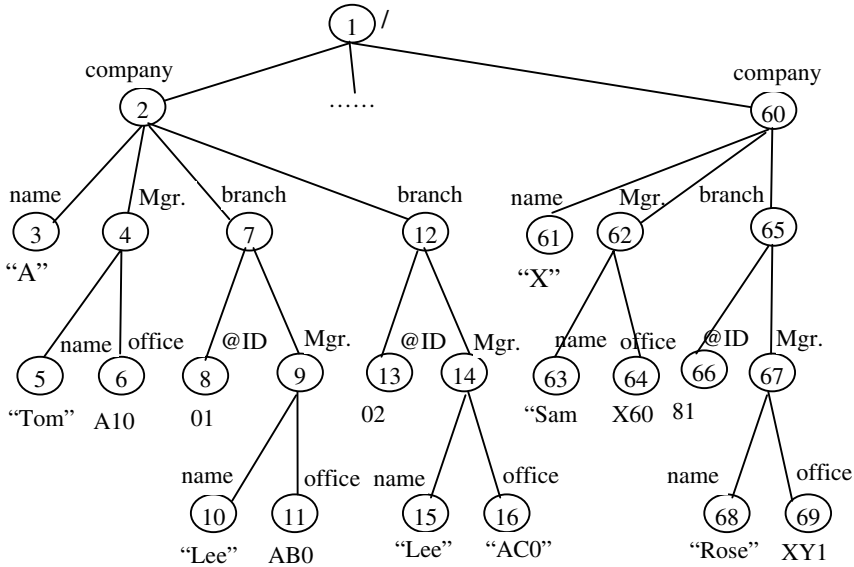 1 /
company
company
2
……
60
name
Mgr.
branch
branch
name
Mgr.
branch
3
4
7
12
61
62
65
“A”
“X”
name
office
@ID
Mgr.
@ID
Mgr.
name
office
@ID
Mgr.
5
6
8
9
13
14
63
64
66
67
“Tom”
A10
01
02
“Sam
X60
81
name
office
name
office
name
office
10
11
15
16
68
69
“Lee”
AB0
“Lee”
“AC0”
“Rose”
XY1